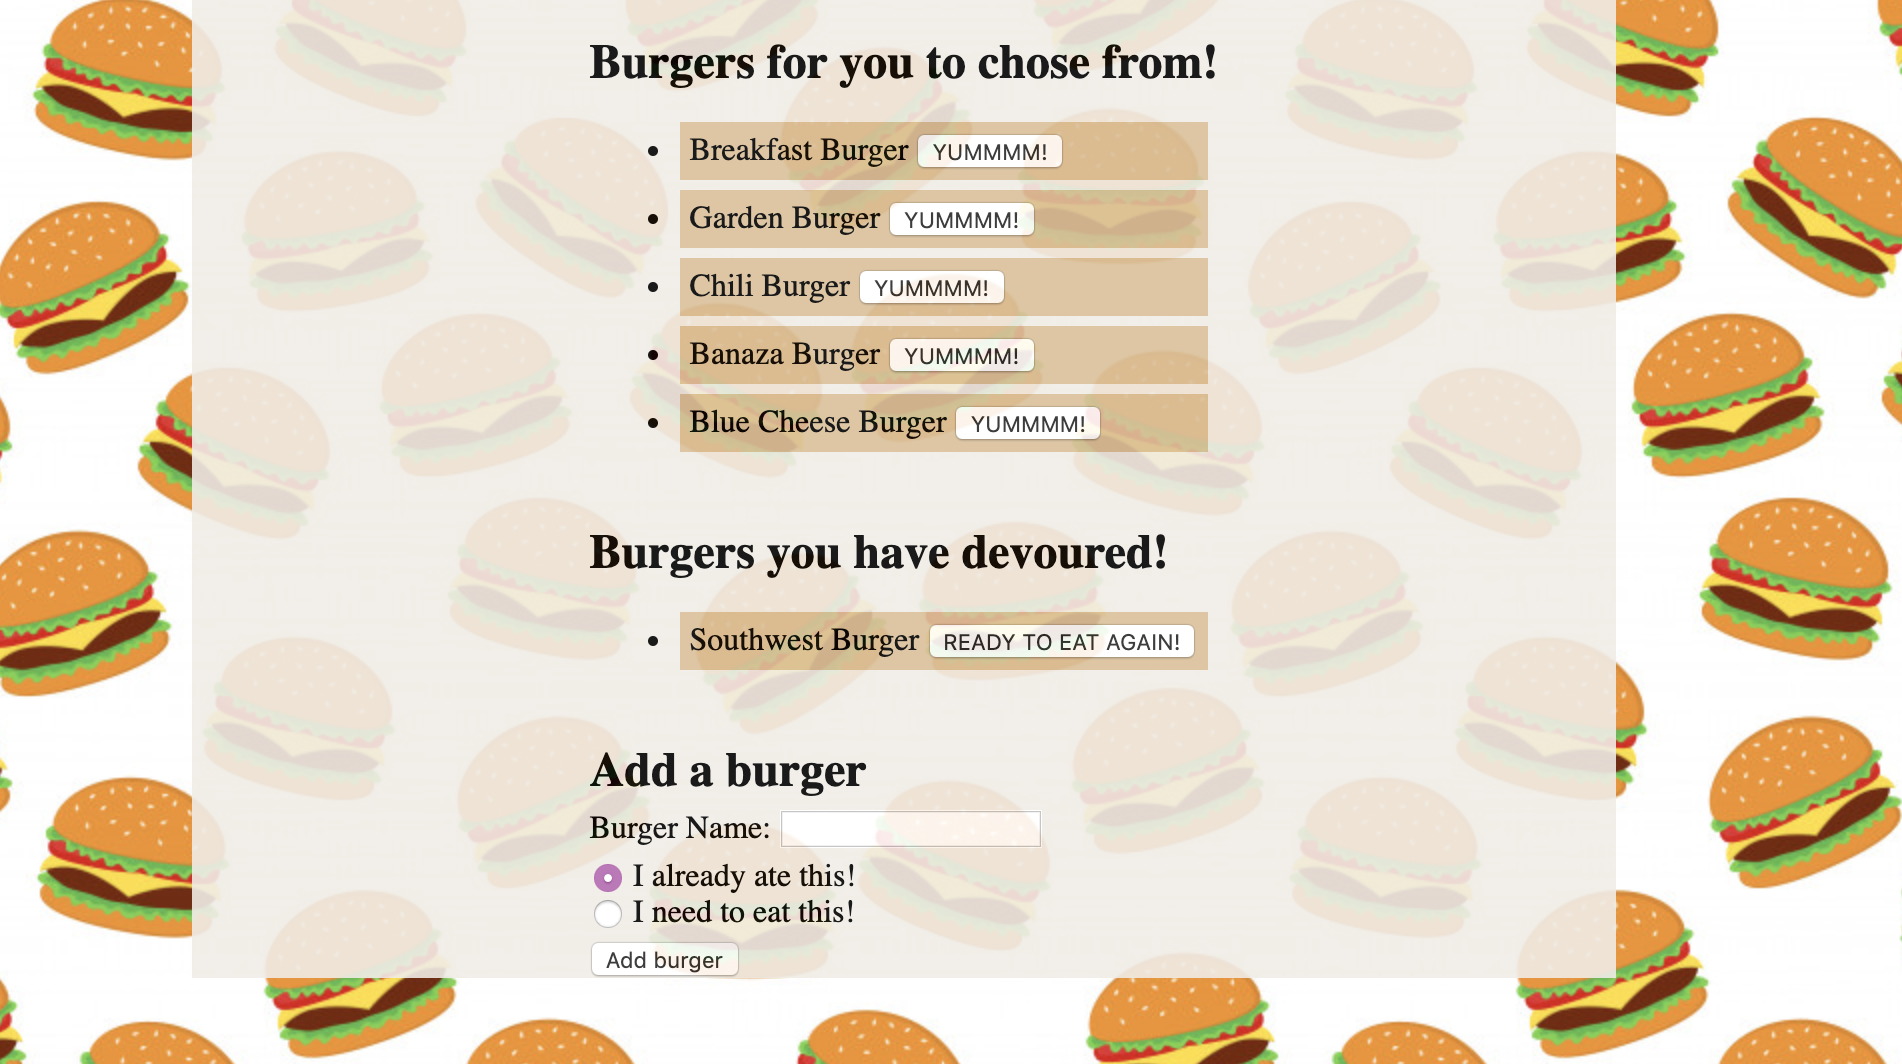 Burgers for you to chose from!
Breakfast Burger YUMMMM!
Garden Burger YUMMMM!
Chili Burger YUMMMM!
Banaza Burger YUMMMM!
Blue Cheese Burger YUMMMM!
Burgers you have devoured!
Southwest Burger READY TO EAT AGAIN!
Add a burger
Burger Name:
I already ate this!
I need to eat this!
Add burger